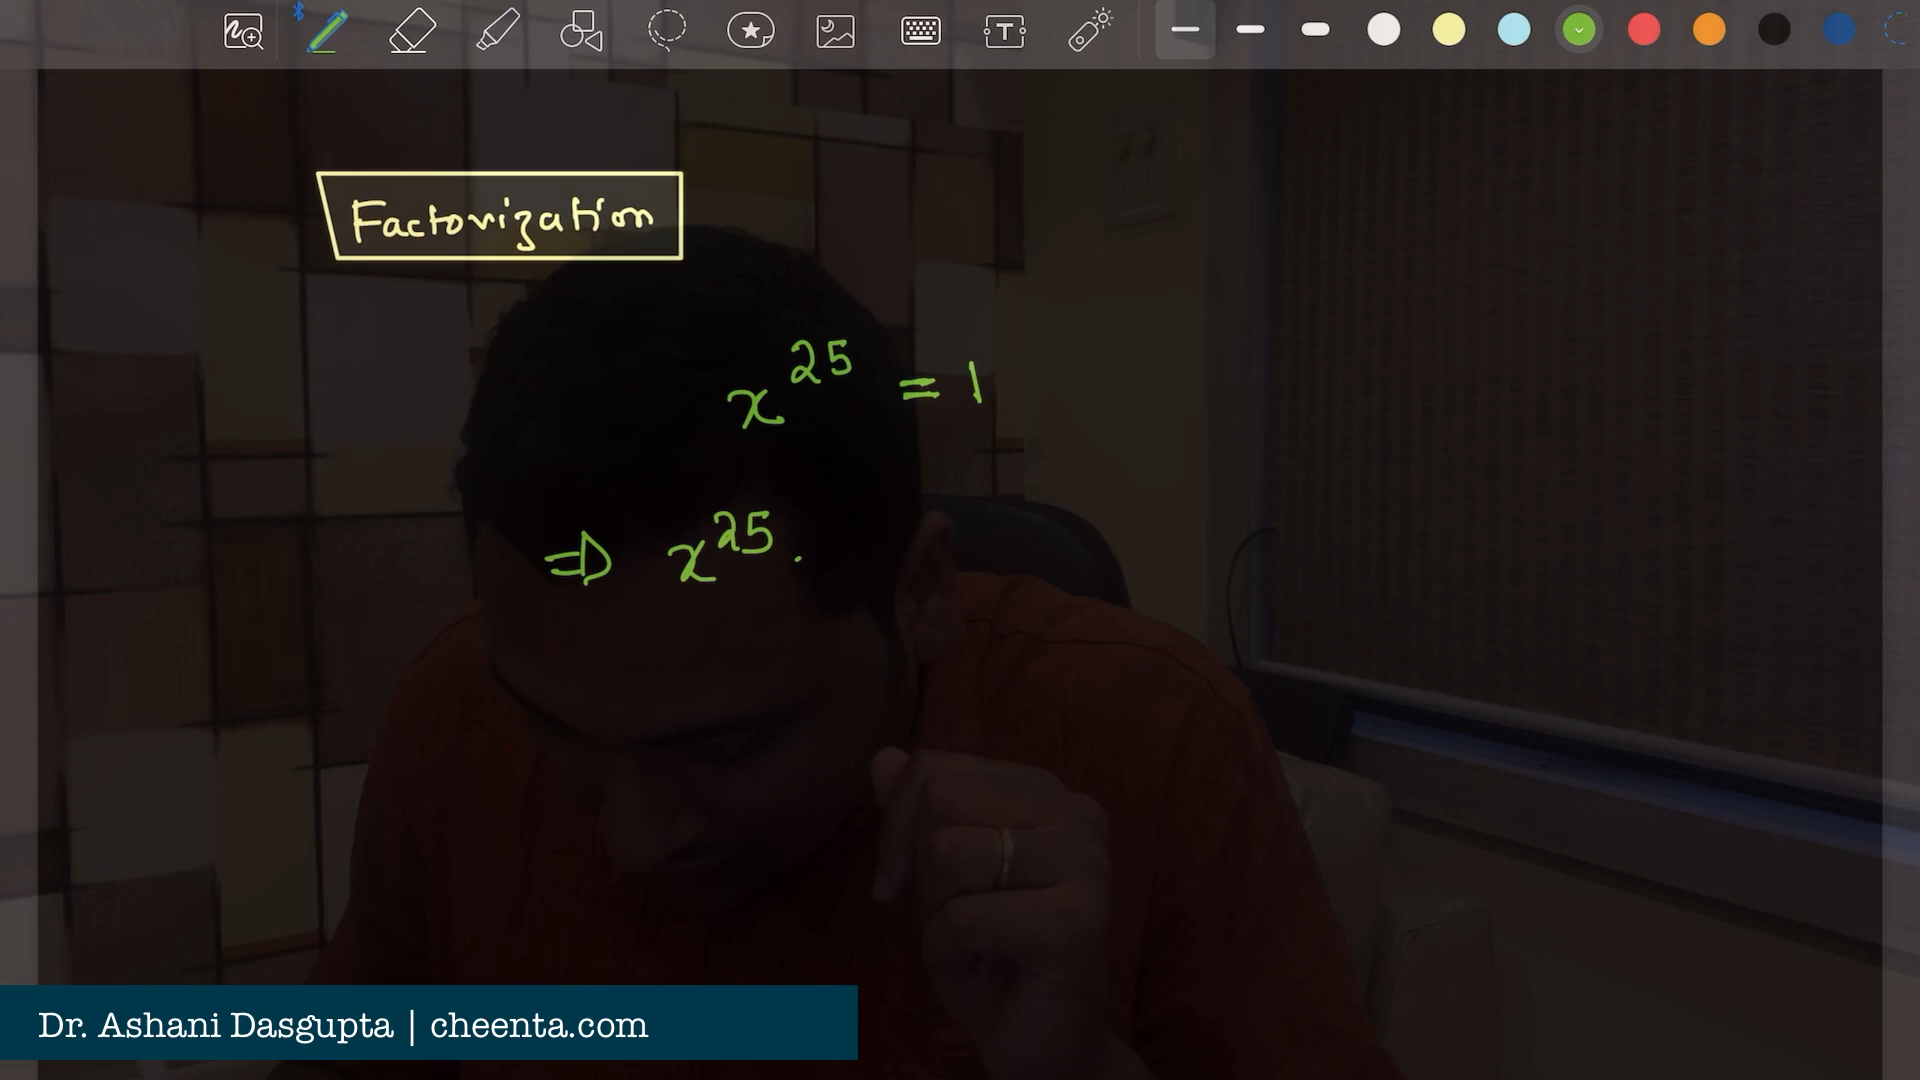 Factorization
x^25 = 1
⇒ x^25.
Dr. Ashani Dasgupta | cheenta.com